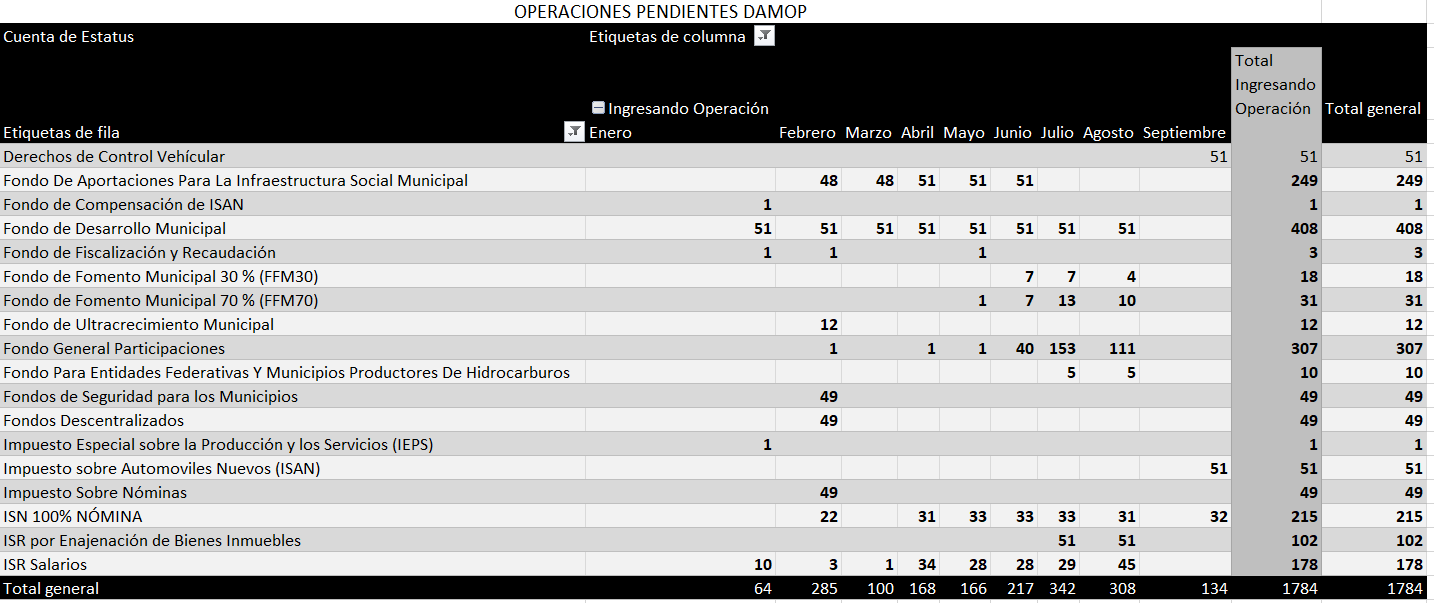 OPERACIONES PENDIENTES DAMOP
Cuenta de Estatus Etiquetas de columna
Total
Ingresando
Ingresando Operación Operación Total general
Etiquetas de fila Enero Febrero Marzo Abril Mayo Junio Julio Agosto Septiembre
Derechos de Control Vehícular 51 51 51
Fondo De Aportaciones Para La Infraestructura Social Municipal 48 48 51 51 51 249 249
Fondo de Compensación de ISAN 1 1 1
Fondo de Desarrollo Municipal 51 51 51 51 51 51 51 51 408 408
Fondo de Fiscalización y Recaudación 1 1 1 3 3
Fondo de Fomento Municipal 30 % (FFM30) 7 7 4 18 18
Fondo de Fomento Municipal 70 % (FFM70) 1 7 13 10 31 31
Fondo de Ultracrecimiento Municipal 12 12 12
Fondo General Participaciones 1 1 1 40 153 111 307 307
Fondo Para Entidades Federativas Y Municipios Productores De Hidrocarburos 5 5 10 10
Fondos de Seguridad para los Municipios 49 49 49
Fondos Descentralizados 49 49 49
Impuesto Especial sobre la Producción y los Servicios (IEPS) 1 1 1
Impuesto sobre Automoviles Nuevos (ISAN) 51 51 51
Impuesto Sobre Nóminas 49 49 49
ISN 100% NÓMINA 22 31 33 33 33 31 32 215 215
ISR por Enajenación de Bienes Inmuebles 51 51 102 102
ISR Salarios 10 3 1 34 28 28 29 45 178 178
Total general 64 285 100 168 166 217 342 308 134 1784 1784